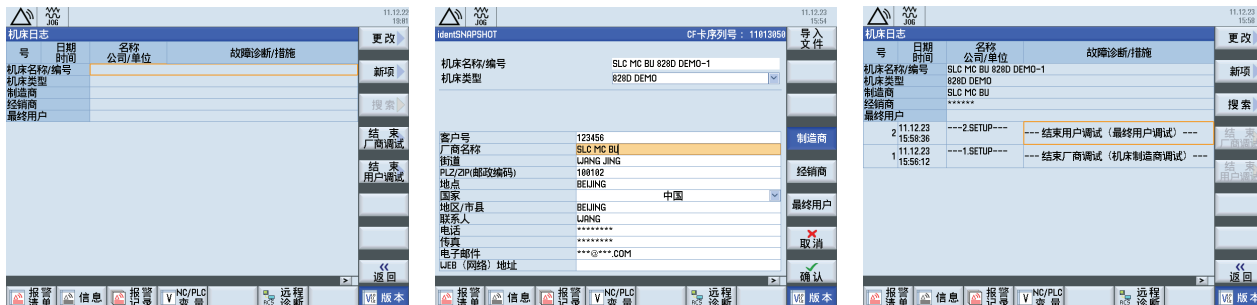 JOG
11.12.22
19:01
机床日志
更改
号
日期
时间
名称
公司/单位
故障诊断/措施
机床名称/编号
机床类型
制造商
经销商
最终用户
新项
搜索
结 束
厂商调试
结 束
用户调试
返回
报警
清单
信息
报警
记录
NC/PLC
变 量
远程
诊断
版本
JOG
11.12.23
15:54
identSNAPSHOT
CF卡序列号： 11013050
导入
文件
机床名称/编号
SLC MC BU 828D DEMO-1
机床类型
828D DEMO
客户号
123456
制造商
厂商名称
SLC MC BU
街道
WANG JING
PLZ/ZIP(邮政编码)
100102
经销商
地点
BEIJING
国家
中国
地区/市县
BEIJING
最终用户
联系人
WANG
电话
********
传真
********
取消
电子邮件
***@***.COM
WEB（网络）地址
确认
报警
清单
信息
报警
记录
NC/PLC
变 量
远程
诊断
版本
JOG
11.12.23
15:58
机床日志
更改
号
日期
时间
名称
公司/单位
故障诊断/措施
机床名称/编号
SLC MC BU 828D DEMO-1
机床类型
828D DEMO
新项
制造商
SLC MC BU
经销商
******
最终用户
搜索
2 11.12.23
15:58:36
---2.SETUP---
--- 结束用户调试（最终用户调试）---
1 11.12.23
15:56:12
---1.SETUP---
--- 结束厂商调试（机床制造商调试）---
结 束
厂商调试
结 束
用户调试
返回
报警
清单
信息
报警
记录
NC/PLC
变 量
远程
诊断
版本